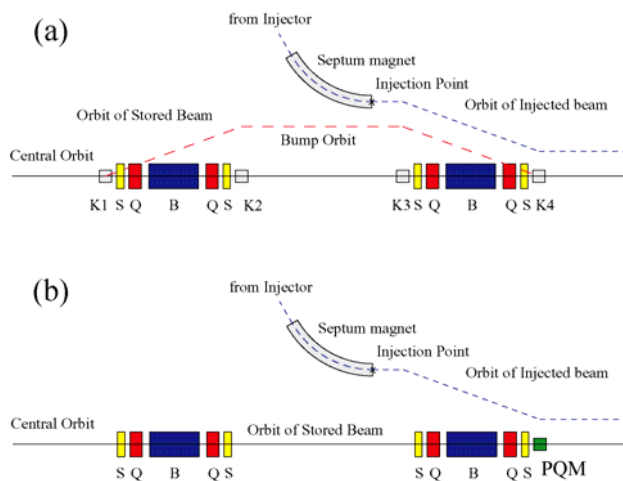 (a)
from Injector
Septum magnet
Injection Point
Orbit of Stored Beam
Orbit of Injected beam
Bump Orbit
Central Orbit
K1 S Q B Q S K2 K3 S Q B Q S K4
(b)
from Injector
Septum magnet
Injection Point
Orbit of Injected beam
Central Orbit
Orbit of Stored Beam
S Q B Q S S Q B Q S PQM